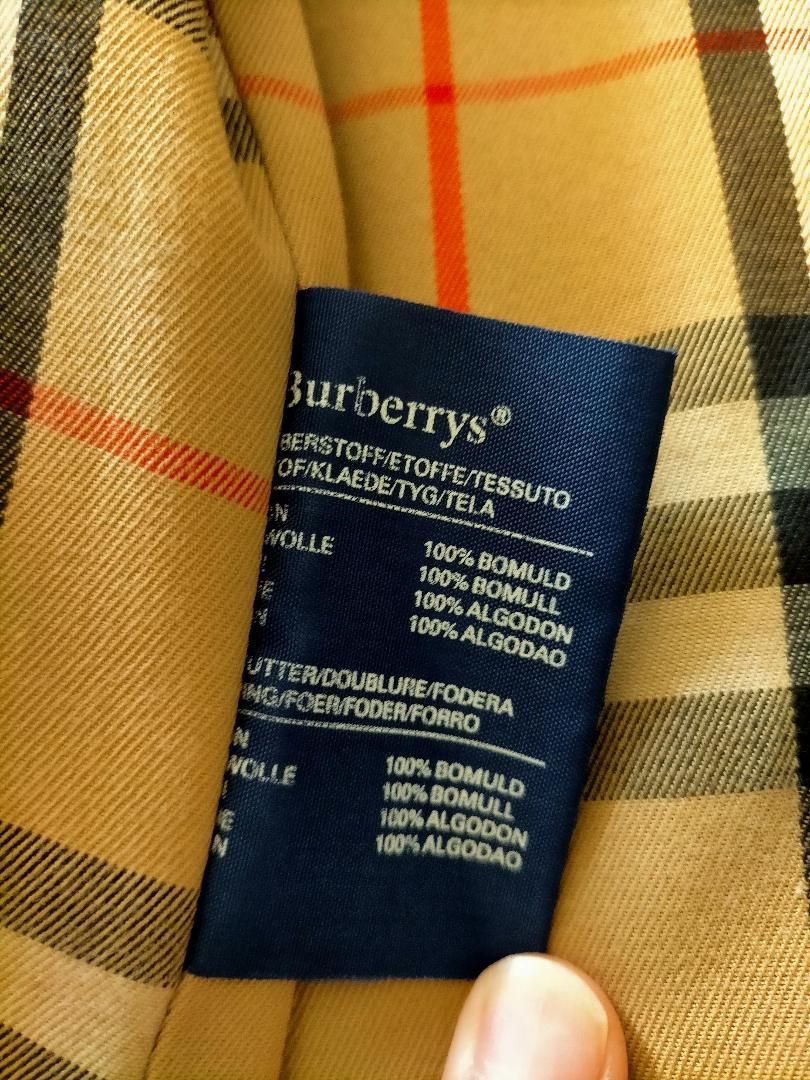 Burberrys®
BERSTOFF/ETOFFE/TESSUTO
OF/KLAEDE/TYG/TELA
N
WOLLE 100% BOMULD
100% BOMULL
E 100% ALGODON
N 100% ALGODAO
UTTER/DOUBLURE/FODERA
ING/FOER/FODER/FORRO
N
WOLLE 100% BOMULD
100% BOMULL
E 100% ALGODON
N 100% ALGODAO